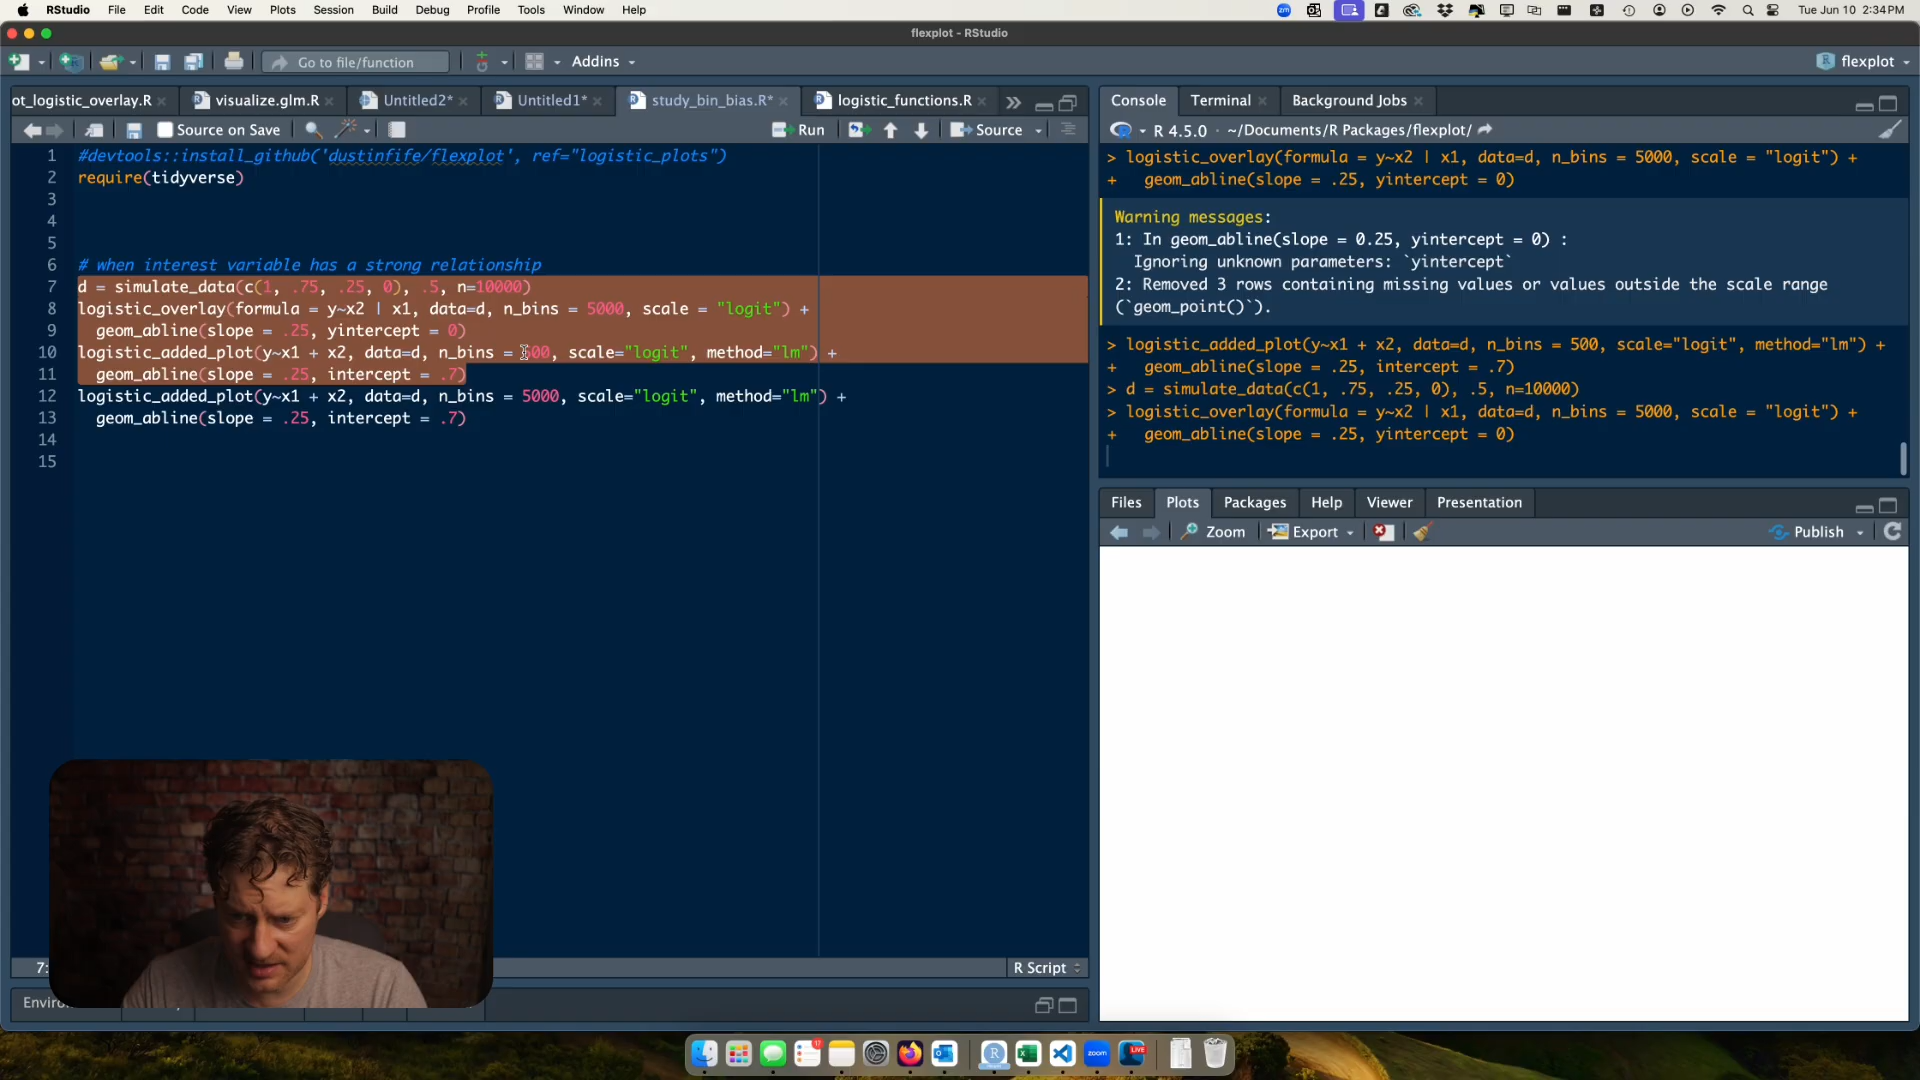 RStudio File Edit Code View Plots Session Build Debug Profile Tools Window Help
Tue Jun 10 2:34 PM
flexplot - RStudio
Go to file/function
Addins
flexplot
ot_logistic_overlay.R visualize.glm.R Untitled2* Untitled1* study_bin_bias.R* logistic_functions.R
Source on Save Run Source
1 #devtools::install_github('dustinfife/flexplot', ref="logistic_plots")
2 require(tidyverse)
3
4
5
6 # when interest variable has a strong relationship
7 d = simulate_data(c(1, .75, .25, 0), .5, n=10000)
8 logistic_overlay(formula = y~x2 | x1, data=d, n_bins = 5000, scale = "logit") +
9 geom_abline(slope = .25, yintercept = 0)
10 logistic_added_plot(y~x1 + x2, data=d, n_bins = 500, scale="logit", method="lm") +
11 geom_abline(slope = .25, intercept = .7)
12 logistic_added_plot(y~x1 + x2, data=d, n_bins = 5000, scale="logit", method="lm") +
13 geom_abline(slope = .25, intercept = .7)
14
15
7:
R Script
Console Terminal Background Jobs
R 4.5.0 · ~/Documents/R Packages/flexplot/
> logistic_overlay(formula = y~x2 | x1, data=d, n_bins = 5000, scale = "logit") +
+ geom_abline(slope = .25, yintercept = 0)
Warning messages:
1: In geom_abline(slope = 0.25, yintercept = 0) :
Ignoring unknown parameters: `yintercept`
2: Removed 3 rows containing missing values or values outside the scale range
(`geom_point()`).
> logistic_added_plot(y~x1 + x2, data=d, n_bins = 500, scale="logit", method="lm") +
+ geom_abline(slope = .25, intercept = .7)
> d = simulate_data(c(1, .75, .25, 0), .5, n=10000)
> logistic_overlay(formula = y~x2 | x1, data=d, n_bins = 5000, scale = "logit") +
+ geom_abline(slope = .25, yintercept = 0)
Files Plots Packages Help Viewer Presentation
Zoom Export Publish
zoom
LIVE